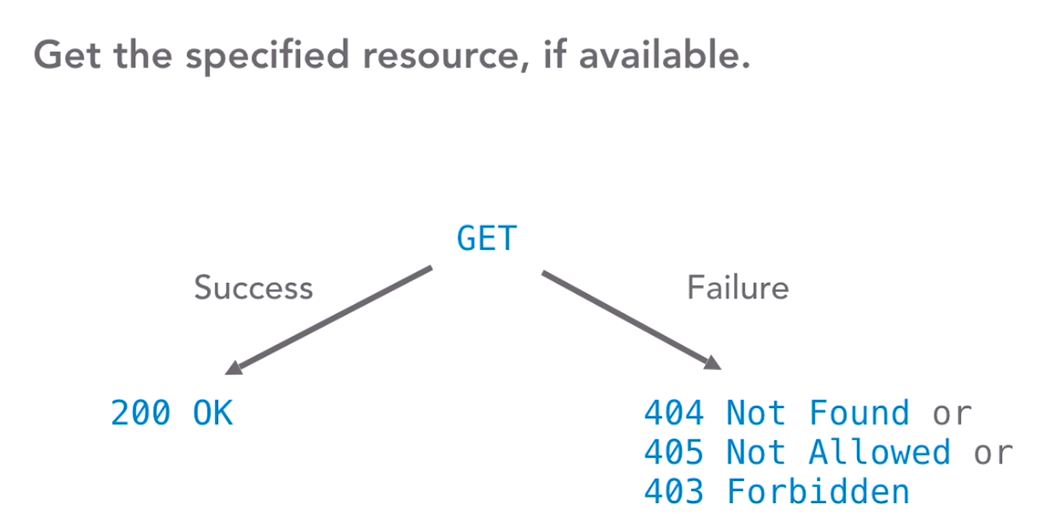 Get the specified resource, if available.
GET
Success
Failure
200 OK
404 Not Found or
405 Not Allowed or
403 Forbidden